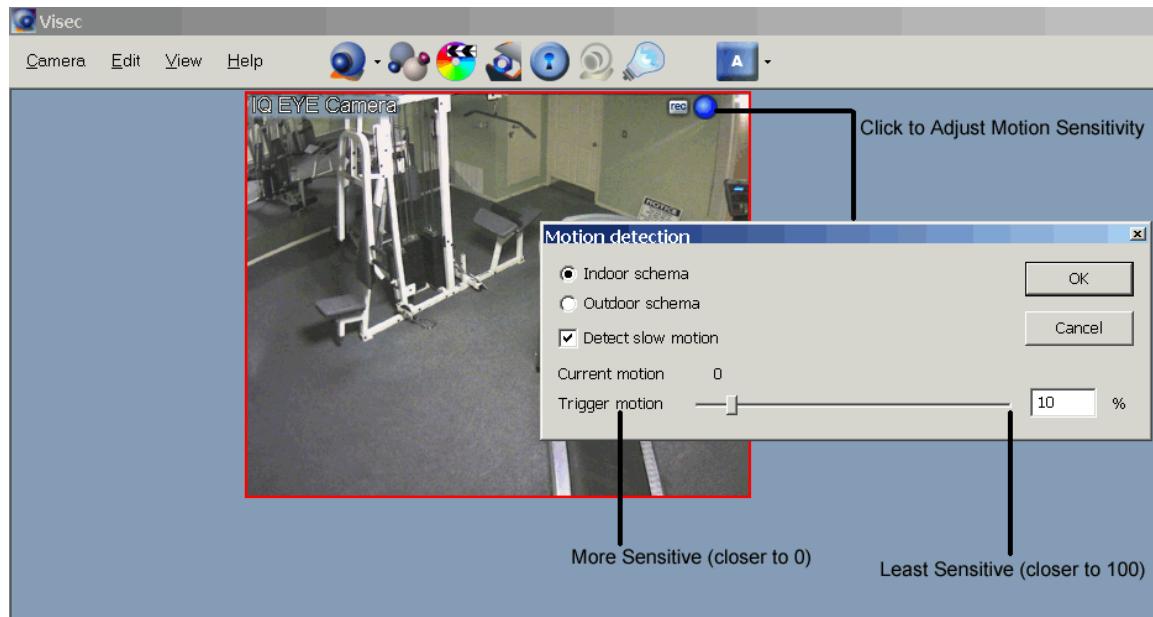 Visec
Camera Edit View Help
A
IQ EYE Camera
rec
Click to Adjust Motion Sensitivity
NOTICE
Motion detection
Indoor schema
OK
Outdoor schema
Cancel
Detect slow motion
Current motion 0
Trigger motion 10 %
More Sensitive (closer to 0)
Least Sensitive (closer to 100)